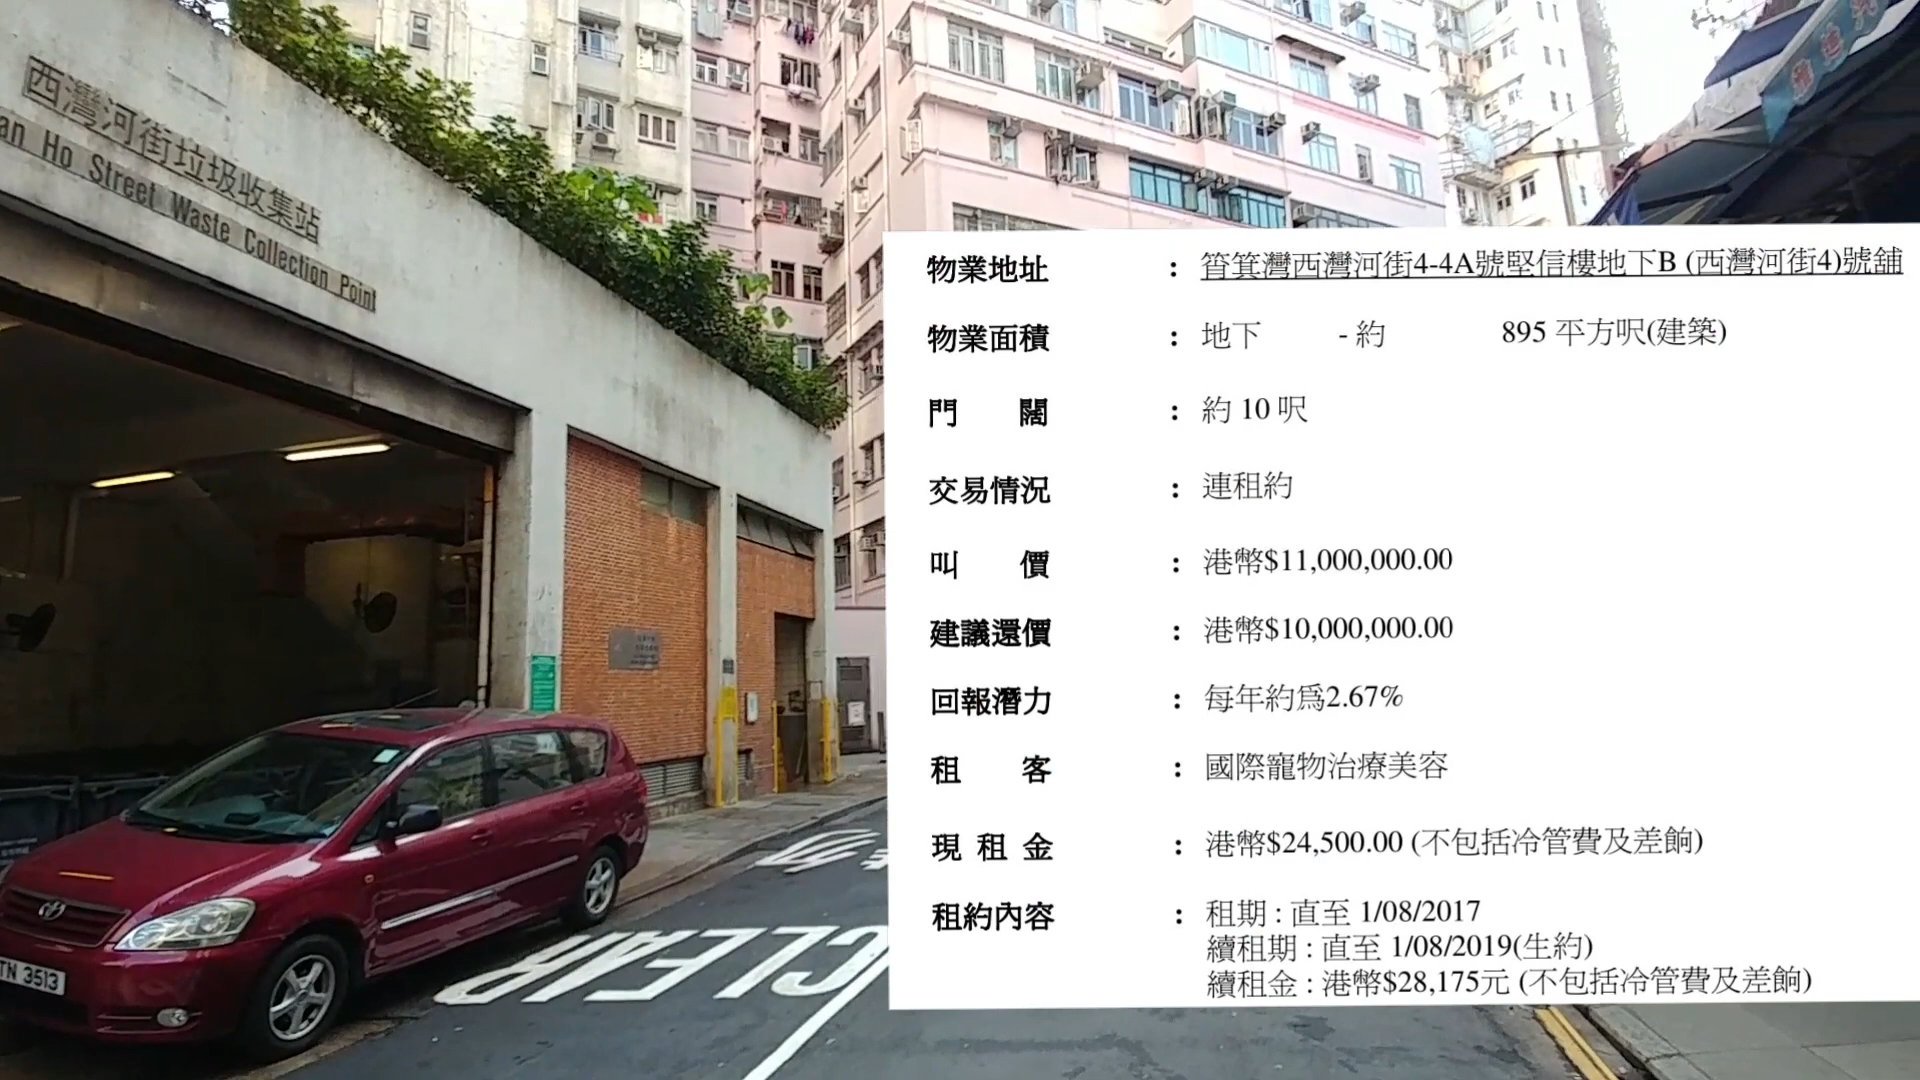 西灣河街垃圾收集站
an Ho Street Waste Collection Point
TN 3513
CLEAR
物業地址 : 筲箕灣西灣河街4-4A號堅信樓地下B (西灣河街4)號舖
物業面積 : 地下 - 約 895 平方呎(建築)
門 闊 : 約 10 呎
交易情況 : 連租約
叫 價 : 港幣$11,000,000.00
建議還價 : 港幣$10,000,000.00
回報潛力 : 每年約為2.67%
租 客 : 國際寵物治療美容
現 租 金 : 港幣$24,500.00 (不包括冷管費及差餉)
租約內容 : 租期 : 直至 1/08/2017
續租期 : 直至 1/08/2019(生約)
續租金 : 港幣$28,175元 (不包括冷管費及差餉)